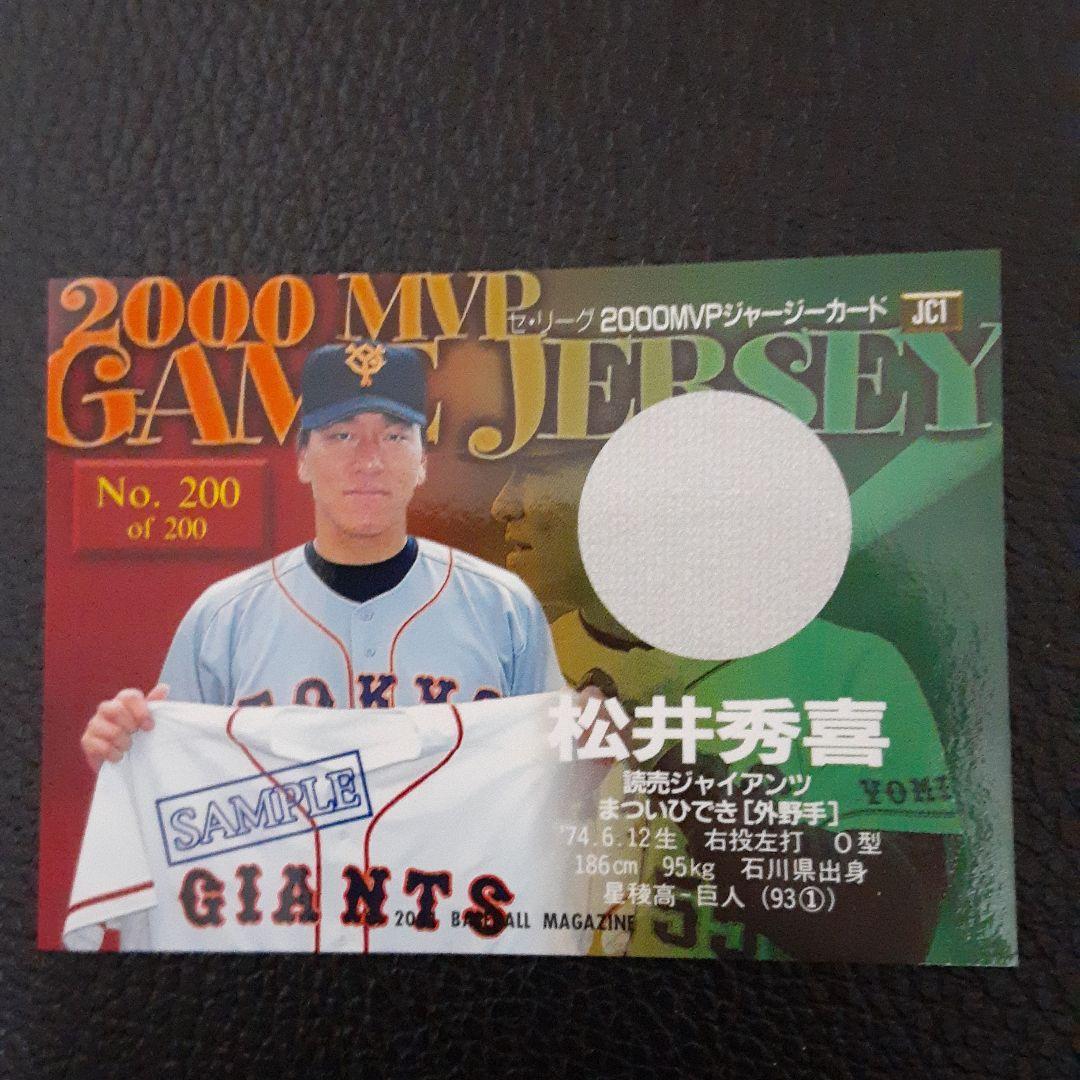 2000 MVP
GAME JERSEY
セ・リーグ 2000MVPジャージーカード
JC1
No. 200
of 200
TOKYO
SAMPLE
GIANTS
松井秀喜
読売ジャイアンツ
まついひでき[外野手]
'74.6.12生 右投左打 O型
186cm 95kg 石川県出身
星稜高−巨人（93①）
YOMI
55
BASEBALL MAGAZINE